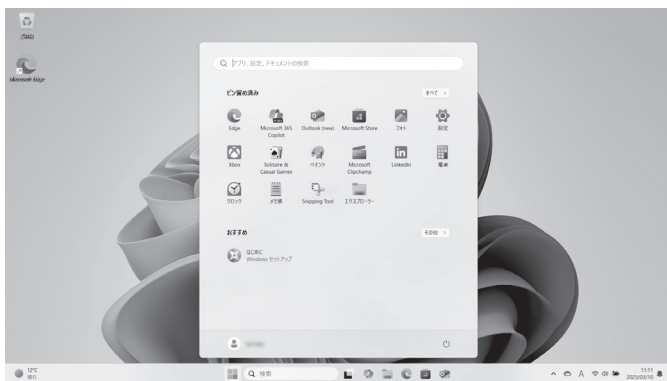 ごみ箱
Microsoft Edge
アプリ、設定、ドキュメントの検索
ピン留め済み
すべて >
Edge
Microsoft 365
Copilot
Outlook (new)
Microsoft Store
フォト
設定
Xbox
Solitaire &
Casual Games
ペイント
Microsoft
Clipchamp
LinkedIn
電卓
クロック
メモ帳
Snipping Tool
エクスプローラー
おすすめ
その他 >
はじめに
Windows セットアップ
12°C
晴れ
検索
A
11:11
2025/03/10